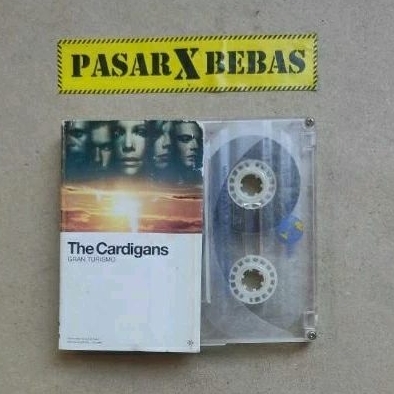 PASAR X BEBAS
The Cardigans
GRAN TURISMO